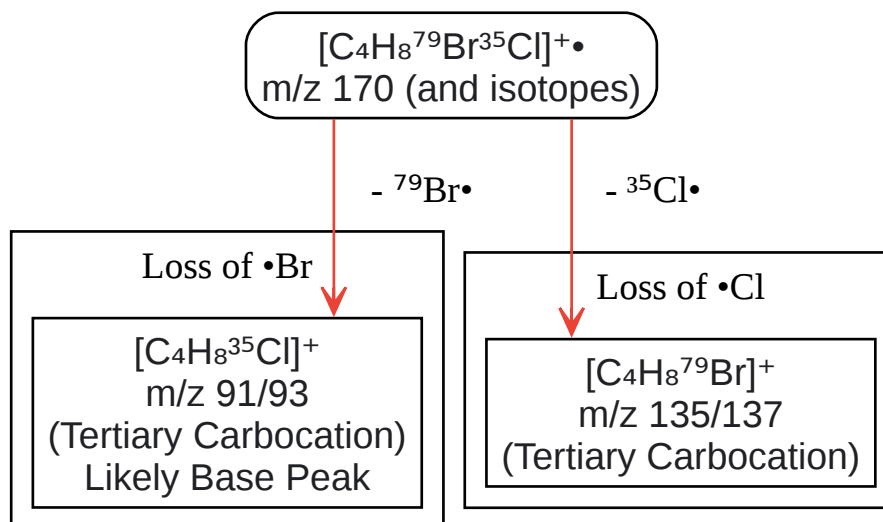 [C₄H₈⁷⁹Br³⁵Cl]⁺•
m/z 170 (and isotopes)
- ⁷⁹Br•
- ³⁵Cl•
Loss of •Br
[C₄H₈³⁵Cl]⁺
m/z 91/93
(Tertiary Carbocation)
Likely Base Peak
Loss of •Cl
[C₄H₈⁷⁹Br]⁺
m/z 135/137
(Tertiary Carbocation)